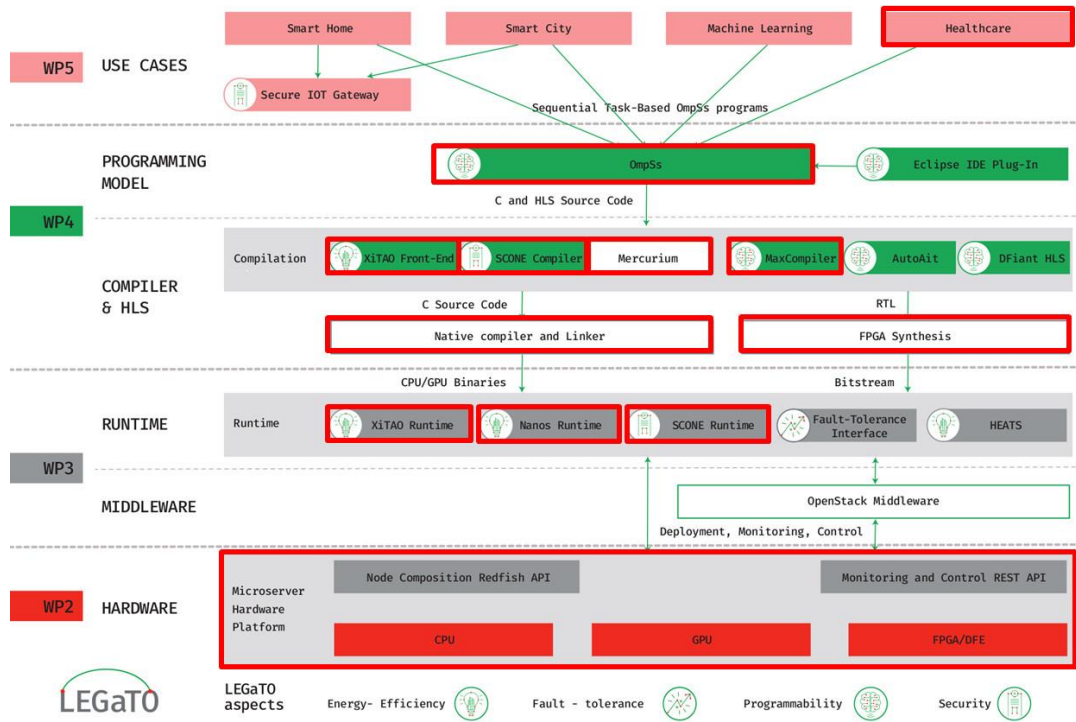 Smart Home
Smart City
Machine Learning
Healthcare
WP5
USE CASES
Secure IOT Gateway
Sequential Task-Based OmpSs programs
PROGRAMMING
MODEL
OmpSs
Eclipse IDE Plug-In
C and HLS Source Code
WP4
COMPILER
& HLS
Compilation
XiTAO Front-End
SCONE Compiler
Mercurium
MaxCompiler
AutoAit
DFiant HLS
C Source Code
RTL
Native compiler and Linker
FPGA Synthesis
CPU/GPU Binaries
Bitstream
RUNTIME
Runtime
XiTAO Runtime
Nanos Runtime
SCONE Runtime
Fault-Tolerance
Interface
HEATS
WP3
MIDDLEWARE
OpenStack Middleware
Deployment, Monitoring, Control
WP2
HARDWARE
Microserver
Hardware
Platform
Node Composition Redfish API
Monitoring and Control REST API
CPU
GPU
FPGA/DFE
LEGaTO
LEGaTO
aspects
Energy- Efficiency
Fault - tolerance
Programmability
Security